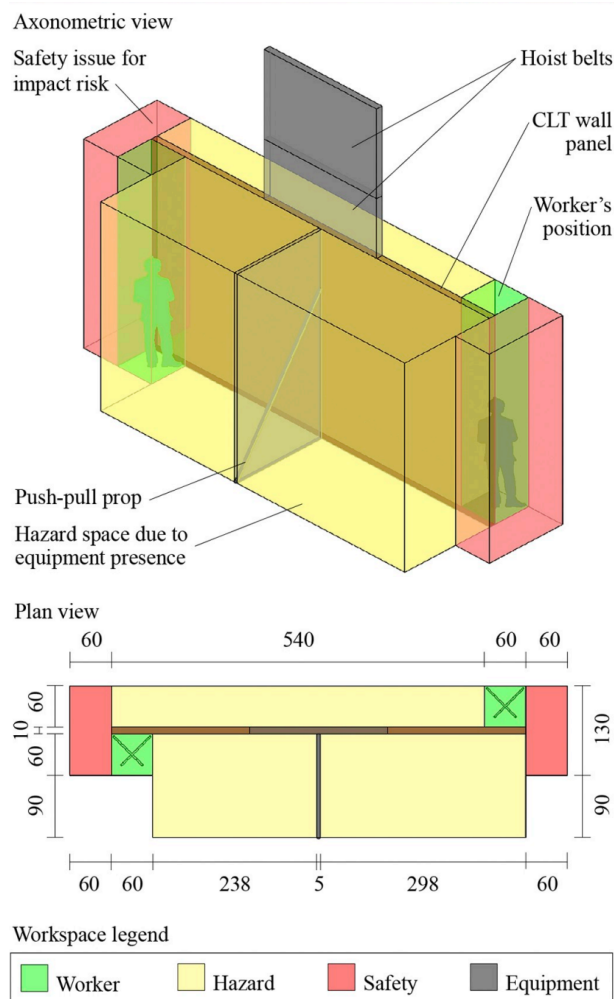 Axonometric view
Safety issue for
impact risk
Hoist belts
CLT wall
panel
Worker's
position
Push-pull prop
Hazard space due to
equipment presence
Plan view
60 540 60 60
60
10
60
90
130
90
60 60 238 5 298 60
Workspace legend
Worker Hazard Safety Equipment